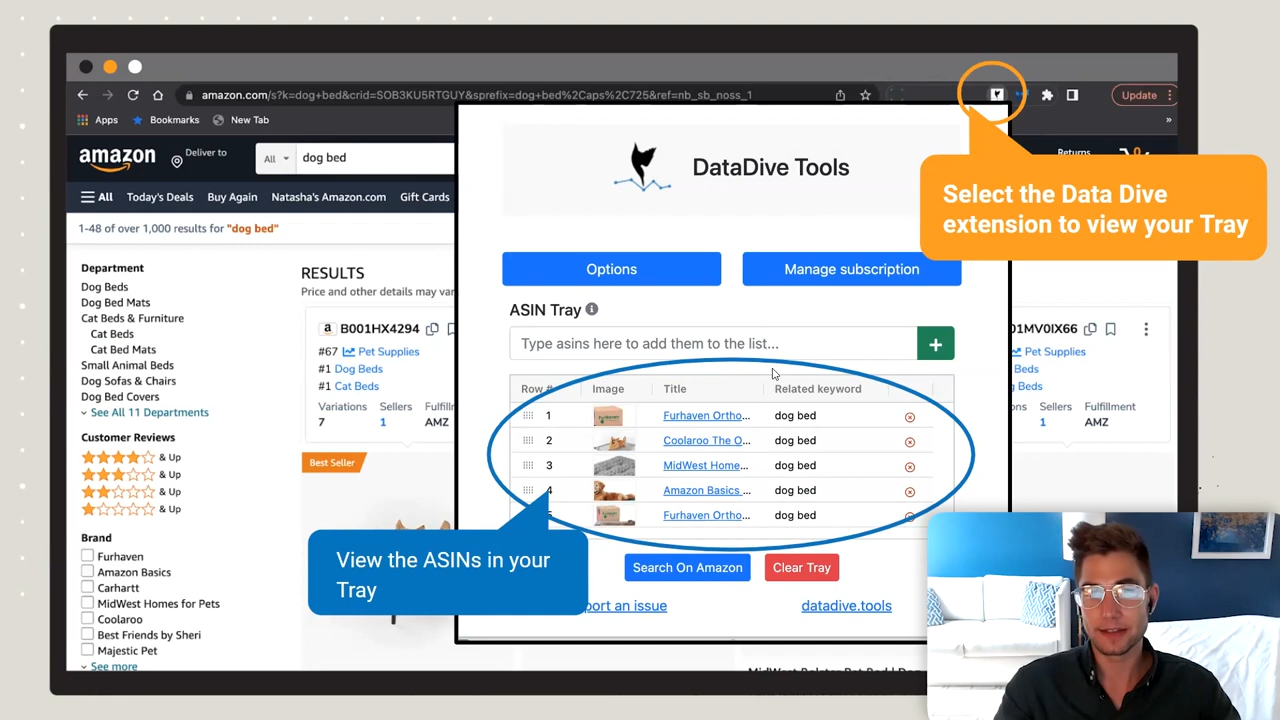 amazon.com/s?k=dog+bed&crid=SOB3KU5RTGUY&sprefix=dog+bed%2Caps%2C725&ref=nb_sb_noss_1
Update
Apps
Bookmarks
New Tab
»
amazon
Deliver to
All
dog bed
Returns
All
Today's Deals
Buy Again
Natasha's Amazon.com
Gift Cards
1-48 of over 1,000 results for "dog bed"
Department
Dog Beds
Dog Bed Mats
Cat Beds & Furniture
Cat Beds
Cat Bed Mats
Small Animal Beds
Dog Sofas & Chairs
Dog Bed Covers
See All 11 Departments
Customer Reviews
& Up
& Up
& Up
& Up
Brand
Furhaven
Amazon Basics
Carhartt
MidWest Homes for Pets
Coolaroo
Best Friends by Sheri
Majestic Pet
See more
RESULTS
Price and other details may var
a B001HX4294
#67 Pet Supplies
#1 Dog Beds
#1 Cat Beds
Variations Sellers Fulfillm
7 1 AMZ
Best Seller
DataDive Tools
Options
Manage subscription
ASIN Tray
Type asins here to add them to the list...
+
Row # Image Title Related keyword
1 Furhaven Ortho... dog bed
2 Coolaroo The O... dog bed
3 MidWest Home... dog bed
4 Amazon Basics ... dog bed
Furhaven Ortho... dog bed
Search On Amazon
Clear Tray
port an issue
datadive.tools
01MV0IX66
Pet Supplies
Beds
Beds
Sellers Fulfillment
1 AMZ
Select the Data Dive
extension to view your Tray
View the ASINs in your
Tray